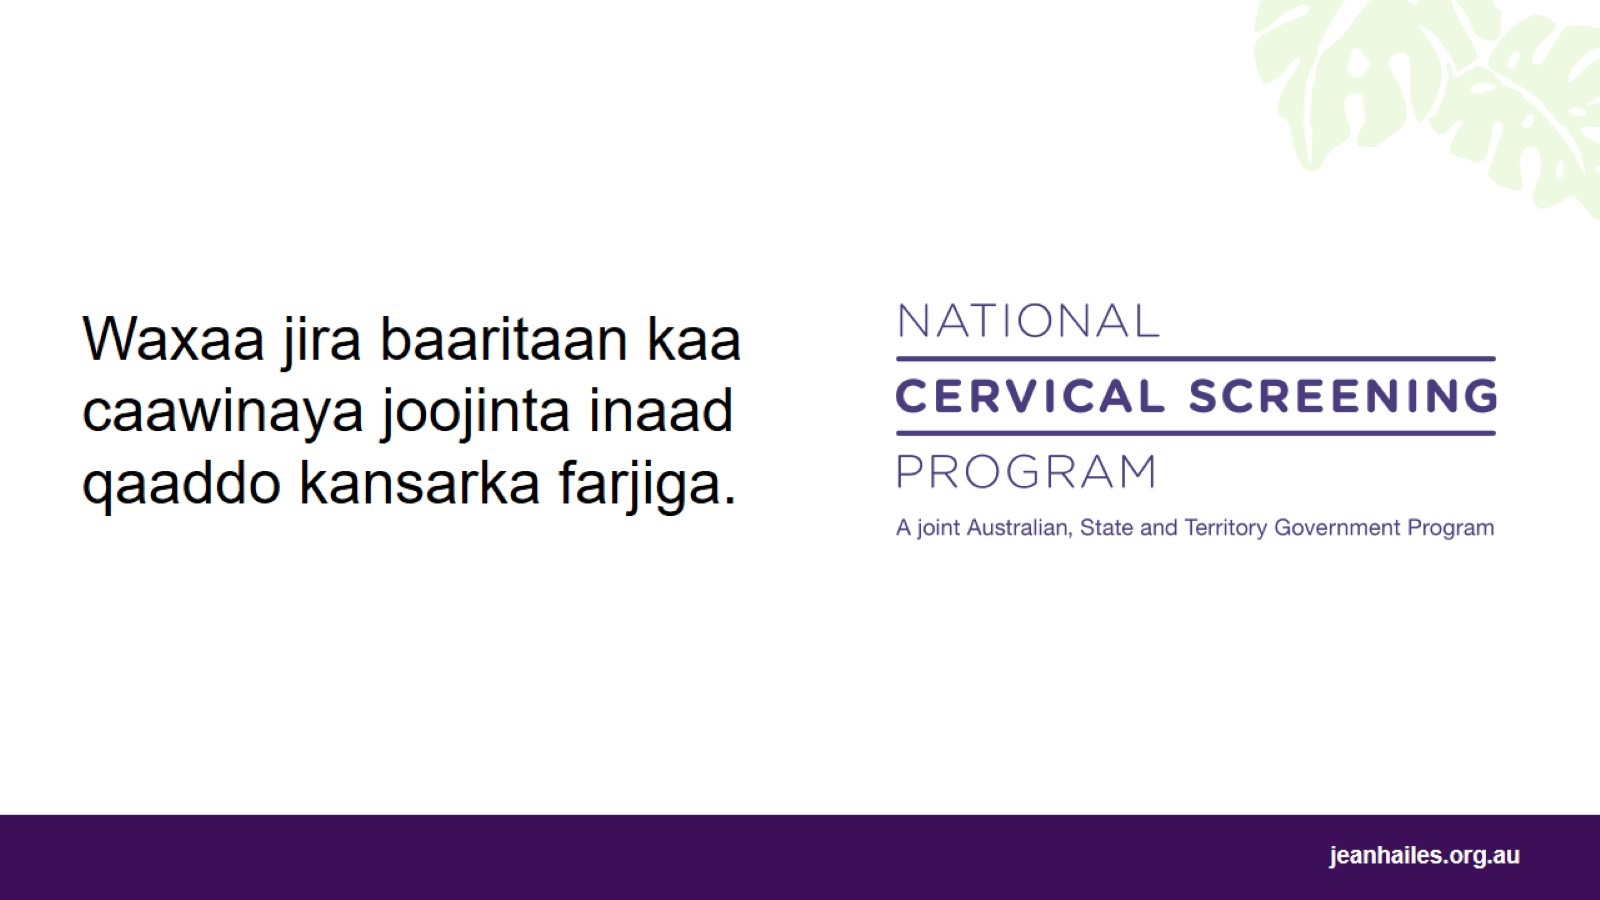 Waxaa jira baaritaan kaa
caawinaya joojinta inaad
qaaddo kansarka farjiga.
NATIONAL
CERVICAL SCREENING
PROGRAM
A joint Australian, State and Territory Government Program
jeanhailes.org.au